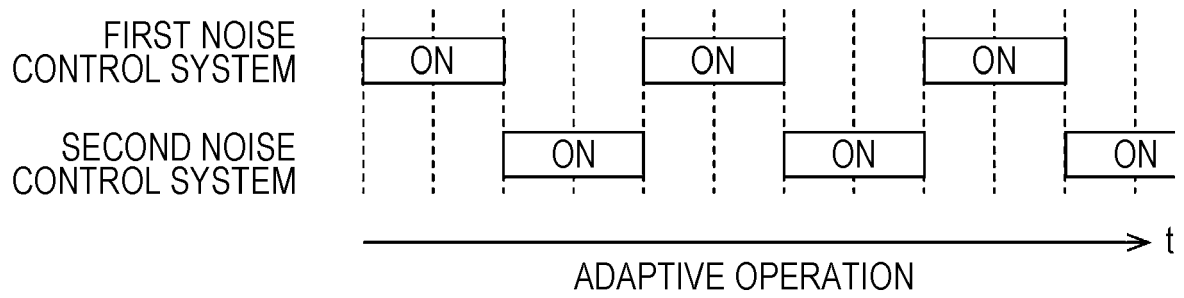 FIRST NOISE
CONTROL SYSTEM
ON ON ON
SECOND NOISE
CONTROL SYSTEM
ON ON ON
t
ADAPTIVE OPERATION